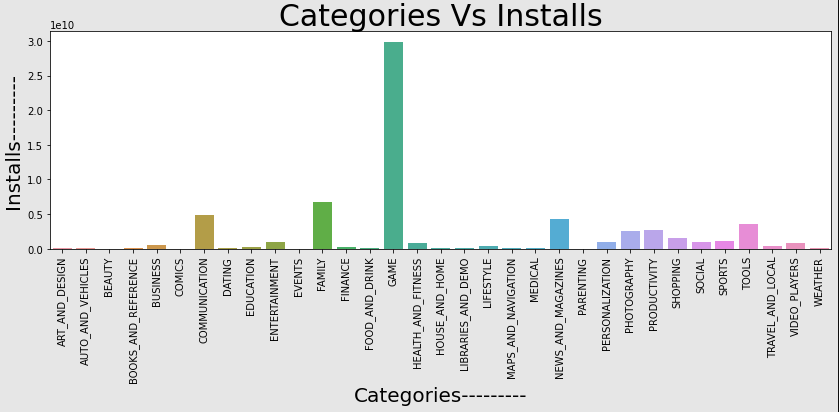 Categories Vs Installs
1e10
3.0
2.5
2.0
1.5
1.0
0.5
0.0
Installs---------
ART_AND_DESIGN
AUTO_AND_VEHICLES
BEAUTY
BOOKS_AND_REFERENCE
BUSINESS
COMICS
COMMUNICATION
DATING
EDUCATION
ENTERTAINMENT
EVENTS
FAMILY
FINANCE
FOOD_AND_DRINK
GAME
HEALTH_AND_FITNESS
HOUSE_AND_HOME
LIBRARIES_AND_DEMO
LIFESTYLE
MAPS_AND_NAVIGATION
MEDICAL
NEWS_AND_MAGAZINES
PARENTING
PERSONALIZATION
PHOTOGRAPHY
PRODUCTIVITY
SHOPPING
SOCIAL
SPORTS
TOOLS
TRAVEL_AND_LOCAL
VIDEO_PLAYERS
WEATHER
Categories---------